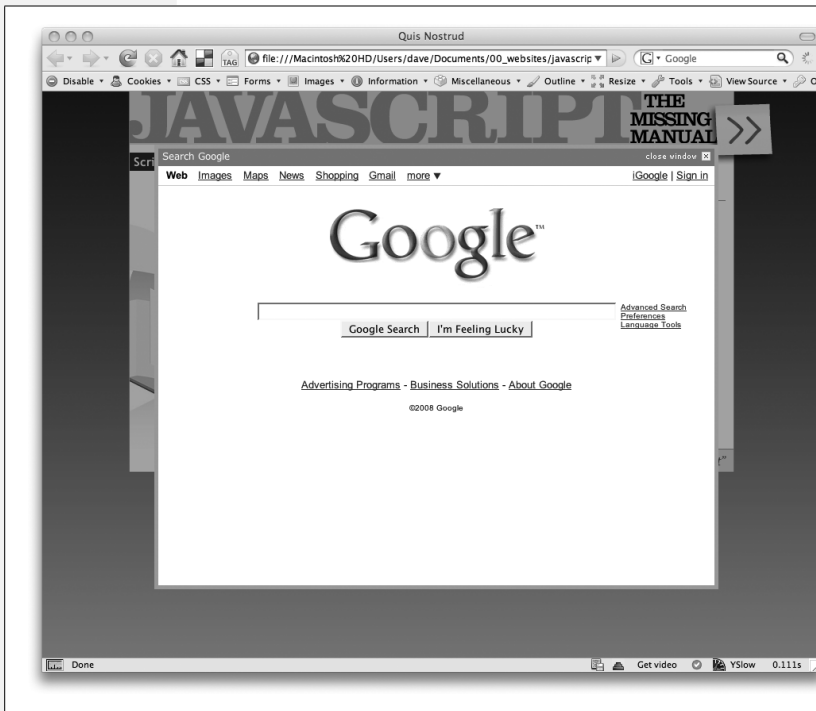 Quis Nostrud
TAG
file:///Macintosh%20HD/Users/dave/Documents/00_websites/javascrip
G Google
Disable Cookies CSS Forms Images Information Miscellaneous Outline Resize Tools View Source O
JAVASCRIPT
THE
MISSING
MANUAL
Scri
Search Google
close window
Web Images Maps News Shopping Gmail more ▼
iGoogle | Sign in
Google™
Advanced Search
Preferences
Language Tools
Google Search
I'm Feeling Lucky
Advertising Programs - Business Solutions - About Google
©2008 Google
t"
Done
Get video
YSlow
0.111s